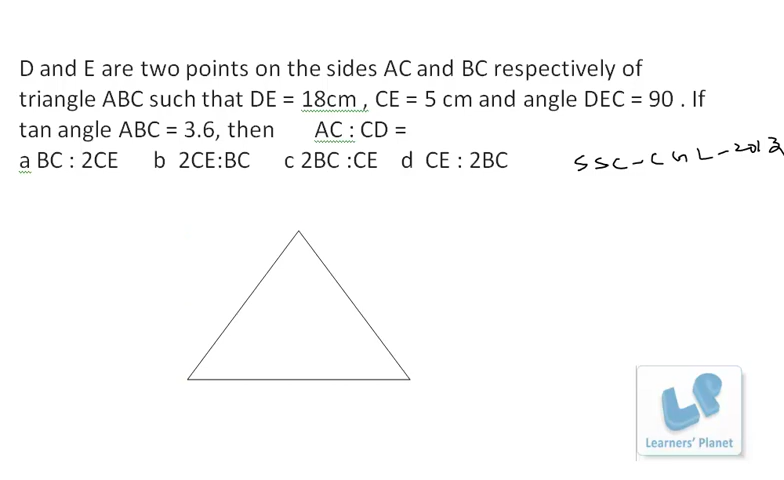 D and E are two points on the sides AC and BC respectively of
triangle ABC such that DE = 18cm , CE = 5 cm and angle DEC = 90 . If
tan angle ABC = 3.6, then AC : CD =
a BC : 2CE b 2CE:BC c 2BC :CE d CE : 2BC
SSC-CGL-2013
LP
Learners' Planet